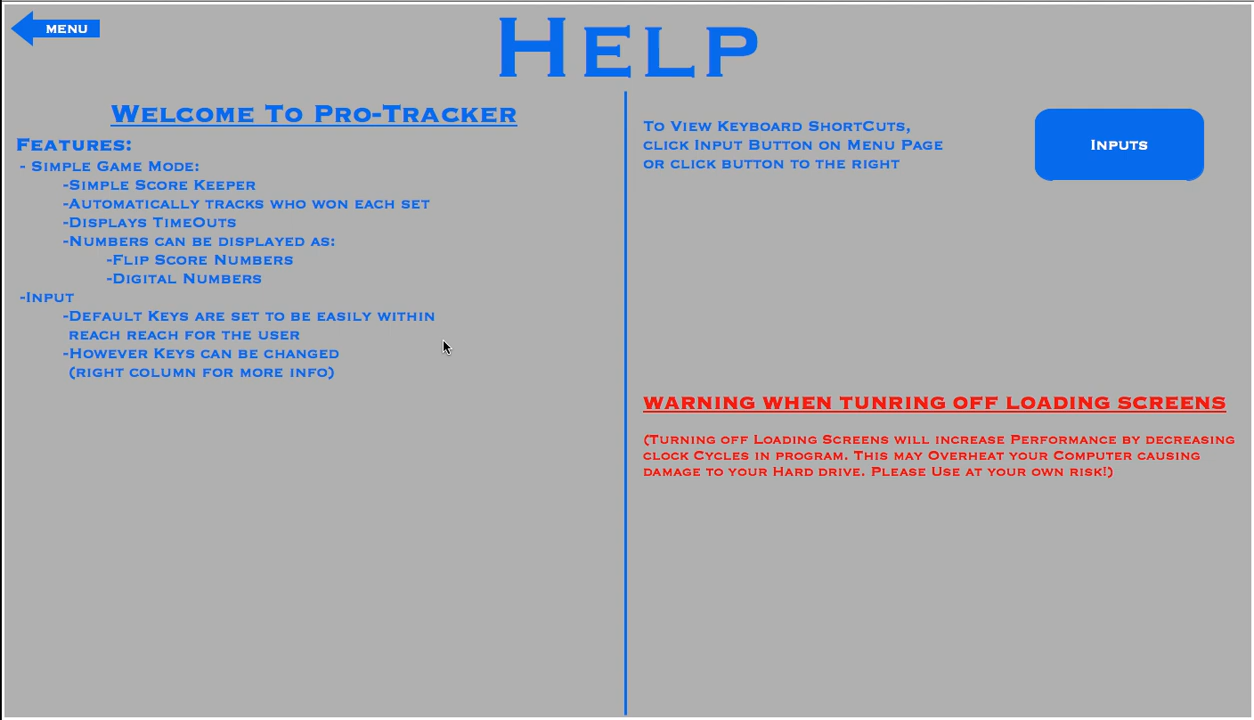 MENU
HELP
WELCOME TO PRO-TRACKER
FEATURES:
- SIMPLE GAME MODE:
-SIMPLE SCORE KEEPER
-AUTOMATICALLY TRACKS WHO WON EACH SET
-DISPLAYS TIMEOUTS
-NUMBERS CAN BE DISPLAYED AS:
-FLIP SCORE NUMBERS
-DIGITAL NUMBERS
-INPUT
-DEFAULT KEYS ARE SET TO BE EASILY WITHIN
REACH REACH FOR THE USER
-HOWEVER KEYS CAN BE CHANGED
(RIGHT COLUMN FOR MORE INFO)
TO VIEW KEYBOARD SHORTCUTS,
CLICK INPUT BUTTON ON MENU PAGE
OR CLICK BUTTON TO THE RIGHT
INPUTS
WARNING WHEN TUNRING OFF LOADING SCREENS
(TURNING OFF LOADING SCREENS WILL INCREASE PERFORMANCE BY DECREASING
CLOCK CYCLES IN PROGRAM. THIS MAY OVERHEAT YOUR COMPUTER CAUSING
DAMAGE TO YOUR HARD DRIVE. PLEASE USE AT YOUR OWN RISK!)